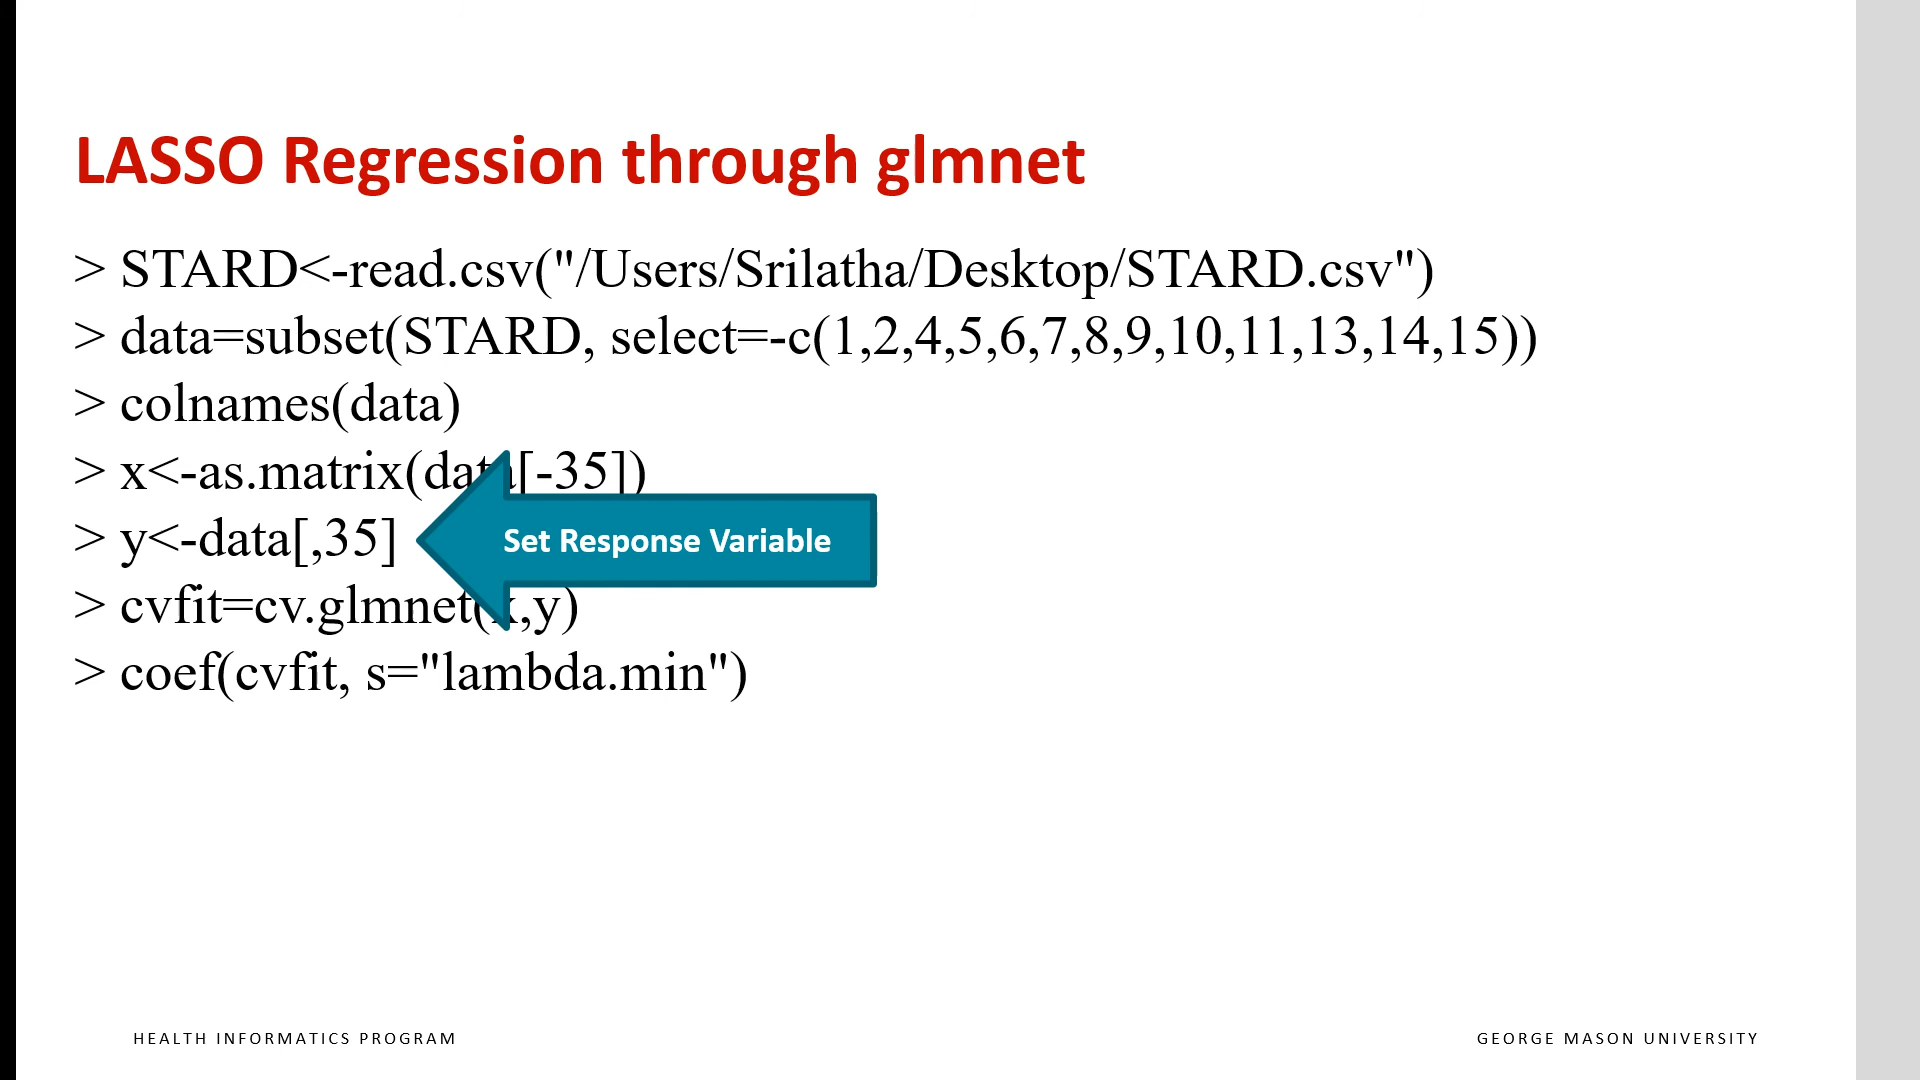 LASSO Regression through glmnet
> STARD<-read.csv("/Users/Srilatha/Desktop/STARD.csv")
> data=subset(STARD, select=-c(1,2,4,5,6,7,8,9,10,11,13,14,15))
> colnames(data)
> x<-as.matrix(data[-35])
> y<-data[,35]
Set Response Variable
> cvfit=cv.glmnet(x,y)
> coef(cvfit, s="lambda.min")
HEALTH INFORMATICS PROGRAM
GEORGE MASON UNIVERSITY